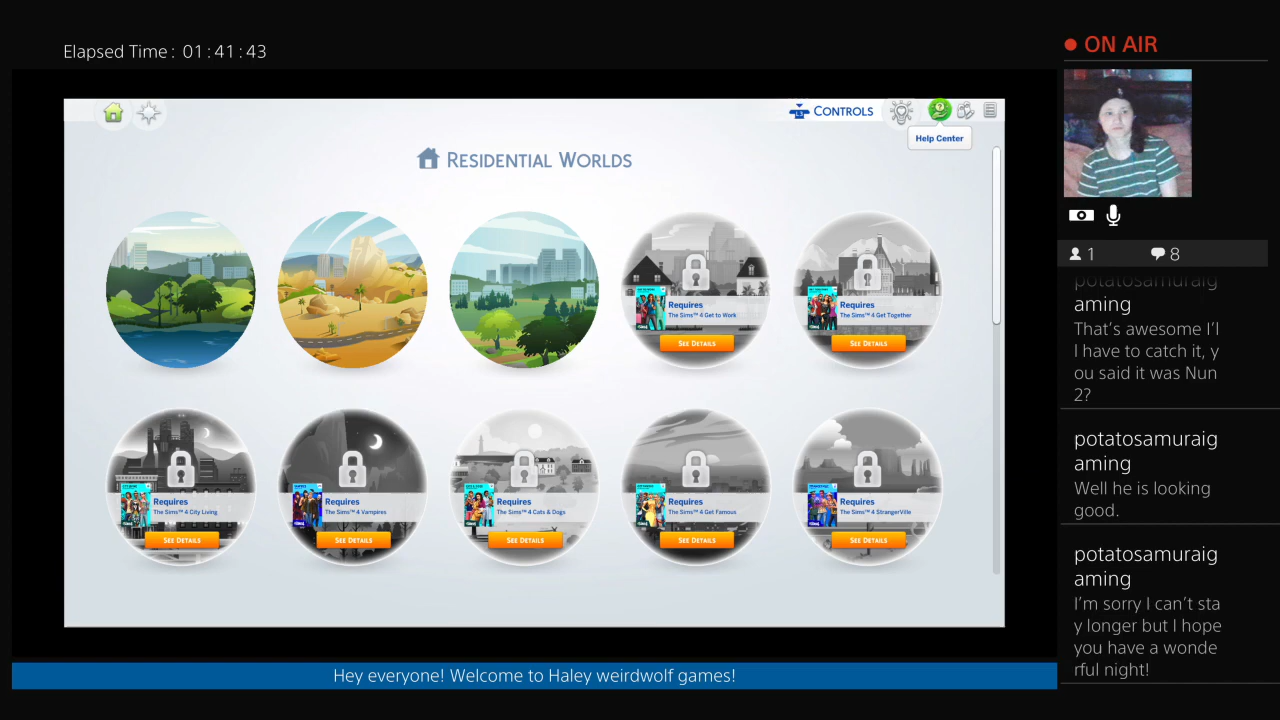 Elapsed Time : 01:41:43
ON AIR
CONTROLS
Help Center
RESIDENTIAL WORLDS
Requires
The Sims™ 4 Get to Work
SEE DETAILS
Requires
The Sims™ 4 Get Together
SEE DETAILS
Requires
The Sims™ 4 City Living
SEE DETAILS
Requires
The Sims™ 4 Vampires
SEE DETAILS
Requires
The Sims™ 4 Cats & Dogs
SEE DETAILS
Requires
The Sims™ 4 Get Famous
SEE DETAILS
Requires
The Sims™ 4 StrangerVille
SEE DETAILS
Hey everyone! Welcome to Haley weirdwolf games!
1
8
potatosamuraig
aming
That's awesome I'l
l have to catch it, y
ou said it was Nun
2?
potatosamuraig
aming
Well he is looking
good.
potatosamuraig
aming
I'm sorry I can't sta
y longer but I hope
you have a wonde
rful night!